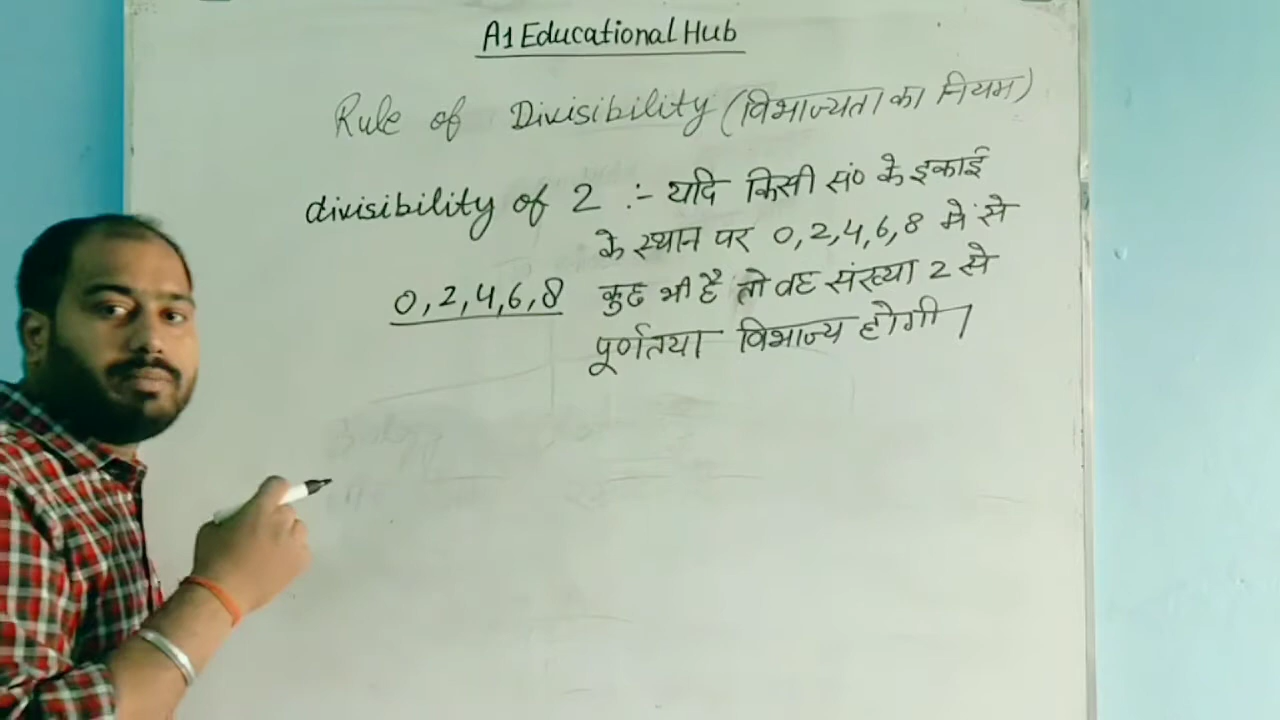 A1 Educational Hub
Rule of Divisibility (विभाज्यता का नियम)
divisibility of 2 :- यदि किसी सं० के इकाई
के स्थान पर 0,2,4,6,8 में से
0,2,4,6,8 कुछ भी है तो वह संख्या 2 से
पूर्णतया विभाज्य होगी।